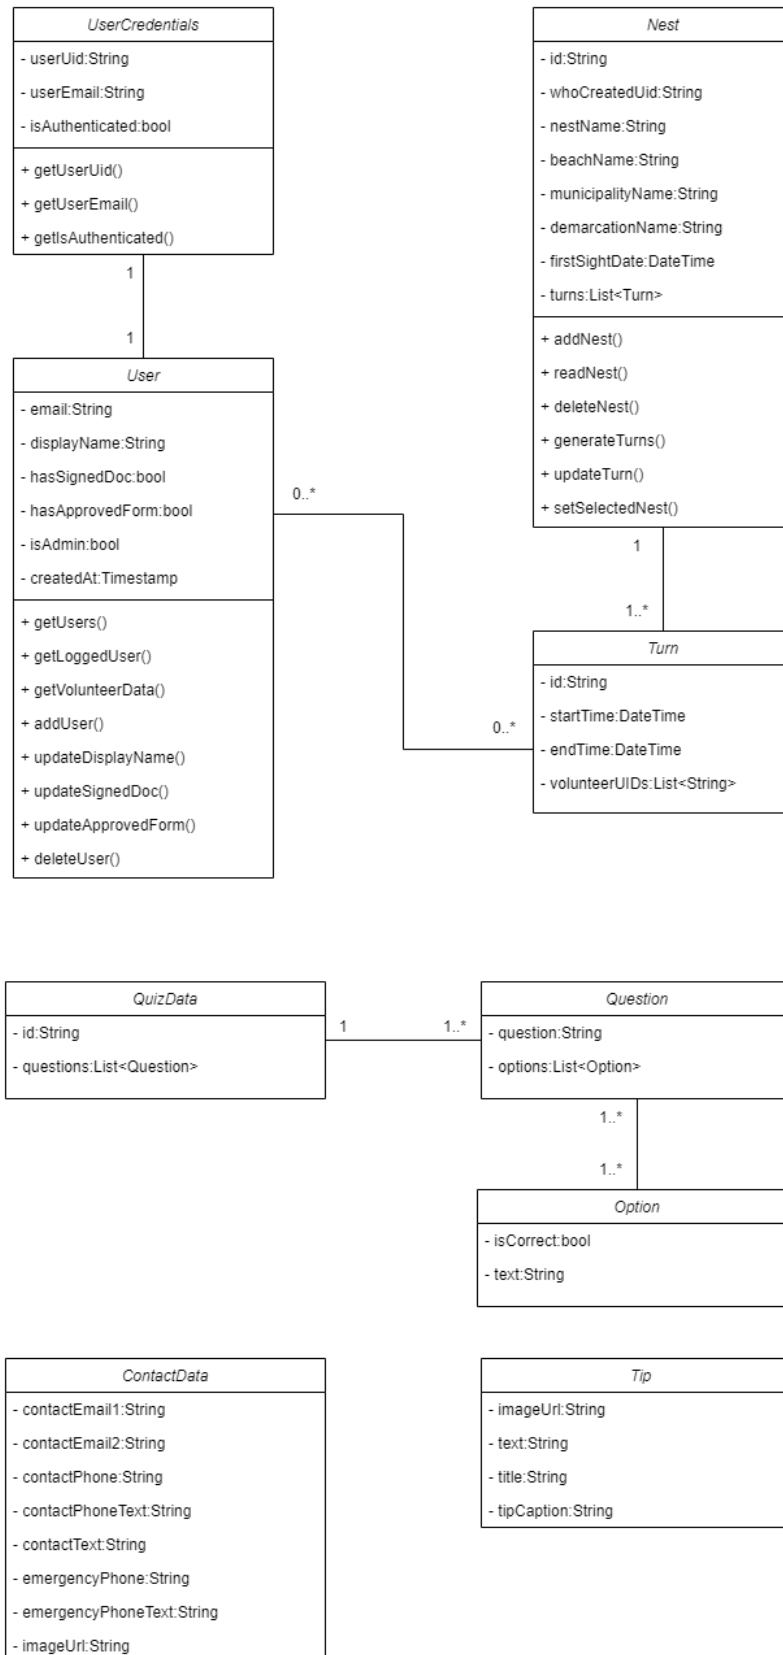 UserCredentials
- userUid:String
- userEmail:String
- isAuthenticated:bool
+ getUserUid()
+ getUserEmail()
+ getIsAuthenticated()
1
1
User
- email:String
- displayName:String
- hasSignedDoc:bool
- hasApprovedForm:bool
- isAdmin:bool
- createdAt:Timestamp
+ getUsers()
+ getLoggedUser()
+ getVolunteerData()
+ addUser()
+ updateDisplayName()
+ updateSignedDoc()
+ updateApprovedForm()
+ deleteUser()
0..*
0..*
Nest
- id:String
- whoCreatedUid:String
- nestName:String
- beachName:String
- municipalityName:String
- demarcationName:String
- firstSightDate:DateTime
- turns:List<Turn>
+ addNest()
+ readNest()
+ deleteNest()
+ generateTurns()
+ updateTurn()
+ setSelectedNest()
1
1..*
Turn
- id:String
- startTime:DateTime
- endTime:DateTime
- volunteerUIDs:List<String>
QuizData
- id:String
- questions:List<Question>
1
1..*
Question
- question:String
- options:List<Option>
1..*
1..*
Option
- isCorrect:bool
- text:String
ContactData
- contactEmail1:String
- contactEmail2:String
- contactPhone:String
- contactPhoneText:String
- contactText:String
- emergencyPhone:String
- emergencyPhoneText:String
- imageUrl:String
Tip
- imageUrl:String
- text:String
- title:String
- tipCaption:String